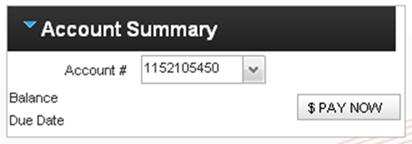 Account Summary
Account # 1152105450
Balance
$ PAY NOW
Due Date